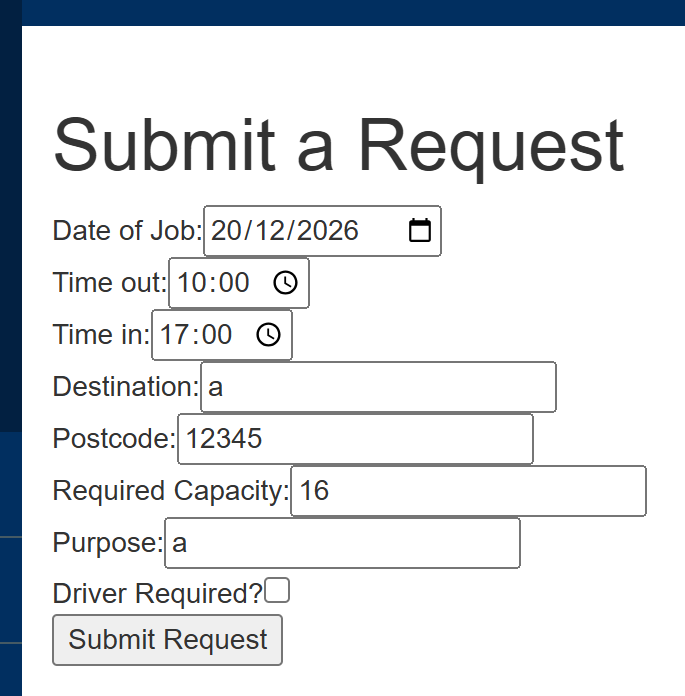 Submit a Request
Date of Job: 20/12/2026
Time out: 10:00
Time in: 17:00
Destination: a
Postcode: 12345
Required Capacity: 16
Purpose: a
Driver Required?
Submit Request